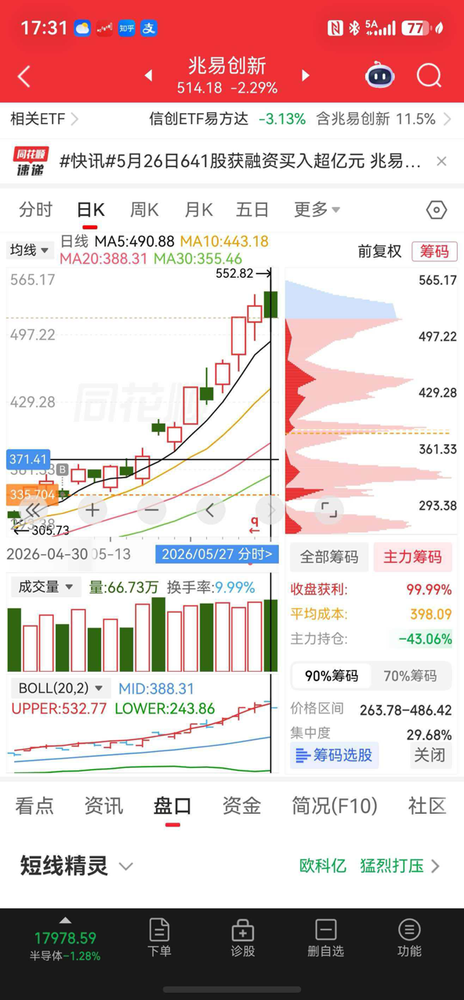 17:31 知乎 支 N 5A 77
兆易创新
514.18 -2.29%
相关ETF 信创ETF易方达 -3.13% 含兆易创新 11.5%
同花顺
速递
#快讯#5月26日641股获融资买入超亿元 兆易...
分时 日K 周K 月K 五日 更多
均线 日线 MA5:490.88 MA10:443.18
MA20:388.31 MA30:355.46
前复权 筹码
552.82
565.17 565.17
497.22 497.22
429.28 429.28
同花顺
371.41
361.33 361.33
B
335.704
293.38 293.38
305.73
q
2026-04-30 05-13 2026/05/27 分时>
全部筹码 主力筹码
成交量 量:66.73万 换手率:9.99%
收盘获利: 99.99%
平均成本: 398.09
主力持仓: -43.06%
90%筹码 70%筹码
BOLL(20,2) MID:388.31
UPPER:532.77 LOWER:243.86
价格区间 263.78-486.42
集中度 29.68%
筹码选股 关闭
看点 资讯 盘口 资金 简况(F10) 社区
短线精灵 欧科亿 猛烈打压
17978.59
半导体-1.28%
下单 诊股 删自选 功能